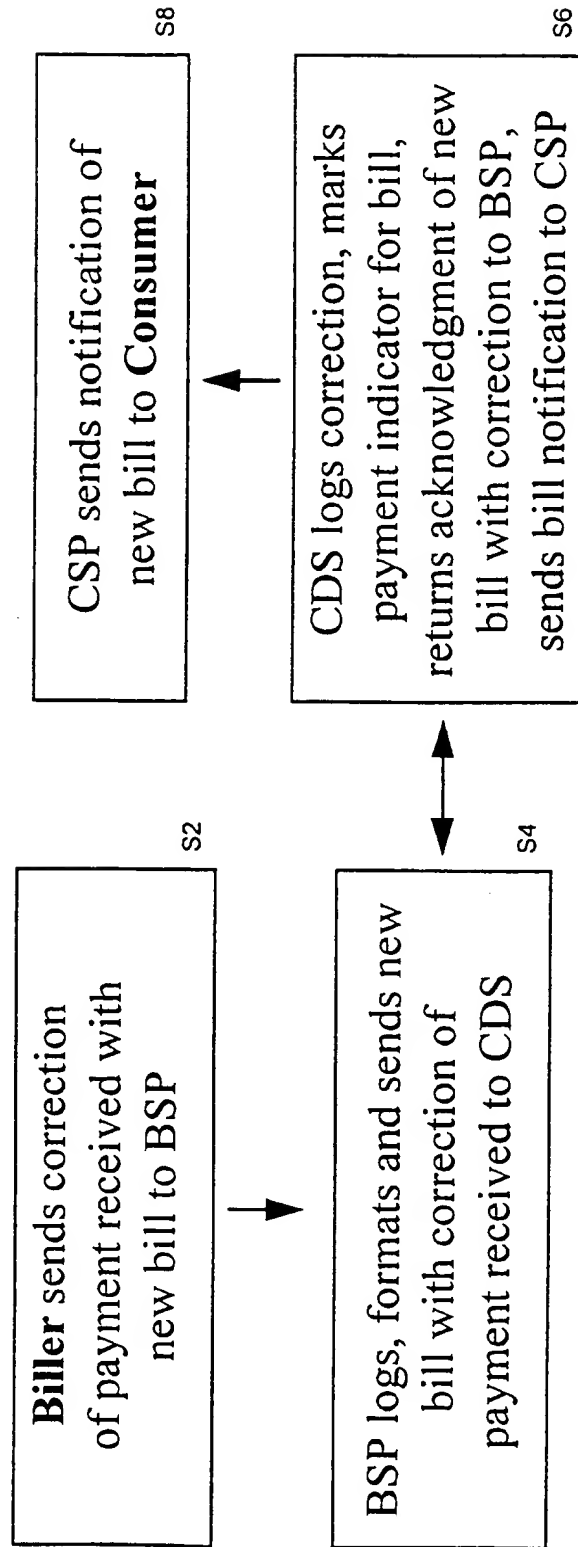 Biller sends correction
of payment received with
new bill to BSP
S2
BSP logs, formats and sends new
bill with correction of
payment received to CDS
S4
CDS logs correction, marks
payment indicator for bill,
returns acknowledgment of new
bill with correction to BSP,
sends bill notification to CSP
S6
CSP sends notification of
new bill to Consumer
S8